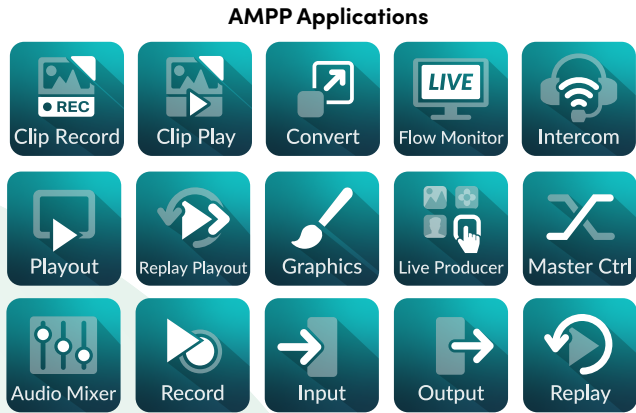 AMPP Applications
REC
Clip Record
Clip Play
Convert
LIVE
Flow Monitor
Intercom
Playout
Replay Playout
Graphics
Live Producer
Master Ctrl
Audio Mixer
Record
Input
Output
Replay